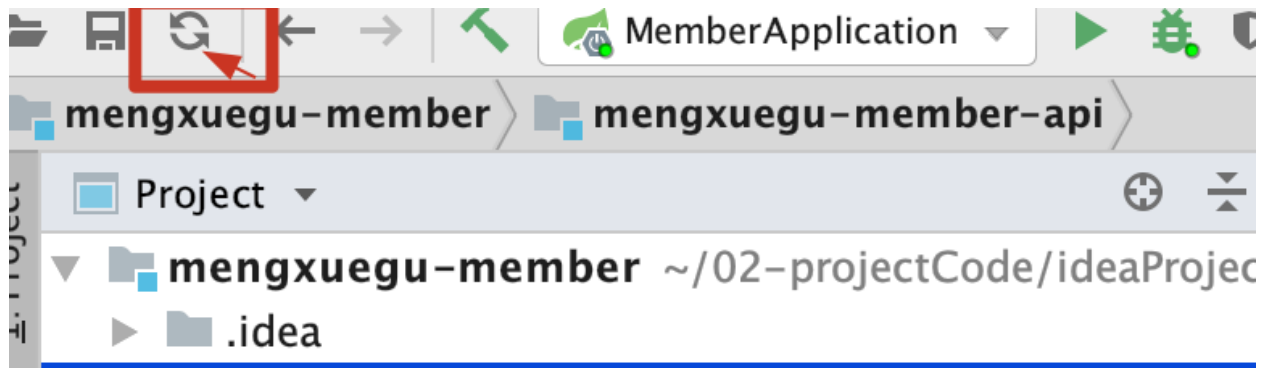 MemberApplication
mengxuegu-member mengxuegu-member-api
Project
mengxuegu-member ~/02-projectCode/ideaProjec
.idea